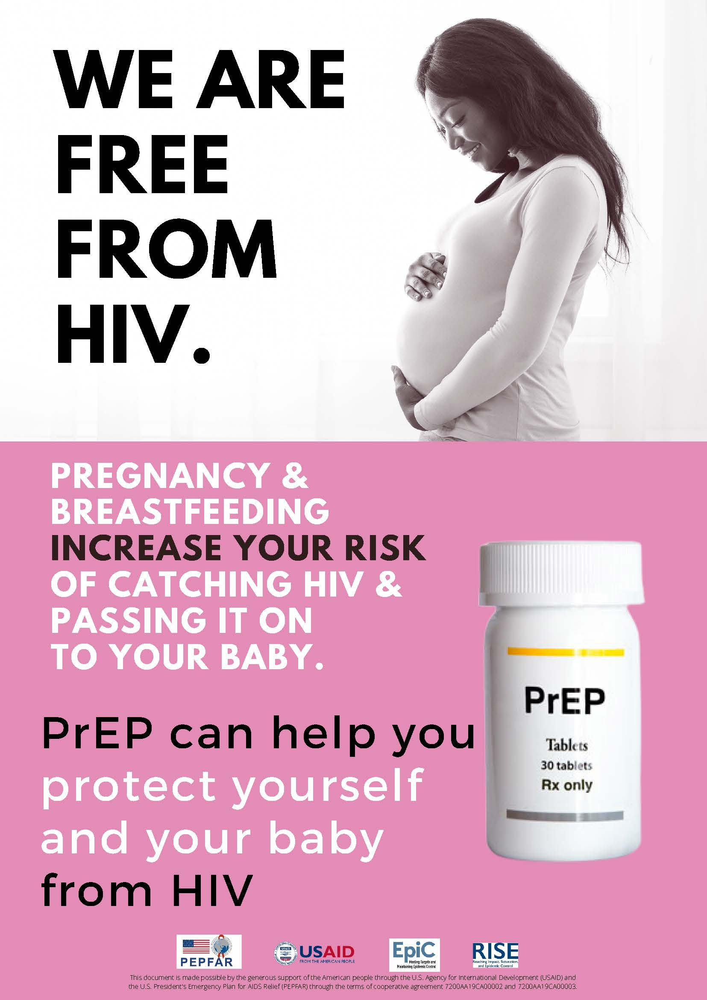 WE ARE
FREE
FROM
HIV.
PREGNANCY &
BREASTFEEDING
INCREASE YOUR RISK
OF CATCHING HIV &
PASSING IT ON
TO YOUR BABY.
PrEP can help you
protect yourself
and your baby
from HIV
PrEP
Tablets
30 tablets
Rx only
PEPFAR
USAID
FROM THE AMERICAN PEOPLE
EpiC
Meeting Targets and
Maintaining Epidemic Control
RISE
Reaching Impact, Saturation,
and Epidemic Control
This document is made possible by the generous support of the American people through the U.S. Agency for International Development (USAID) and
the U.S. President's Emergency Plan for AIDS Relief (PEPFAR) through the terms of cooperative agreement 7200AA19CA00002 and 7200AA19CA00003.